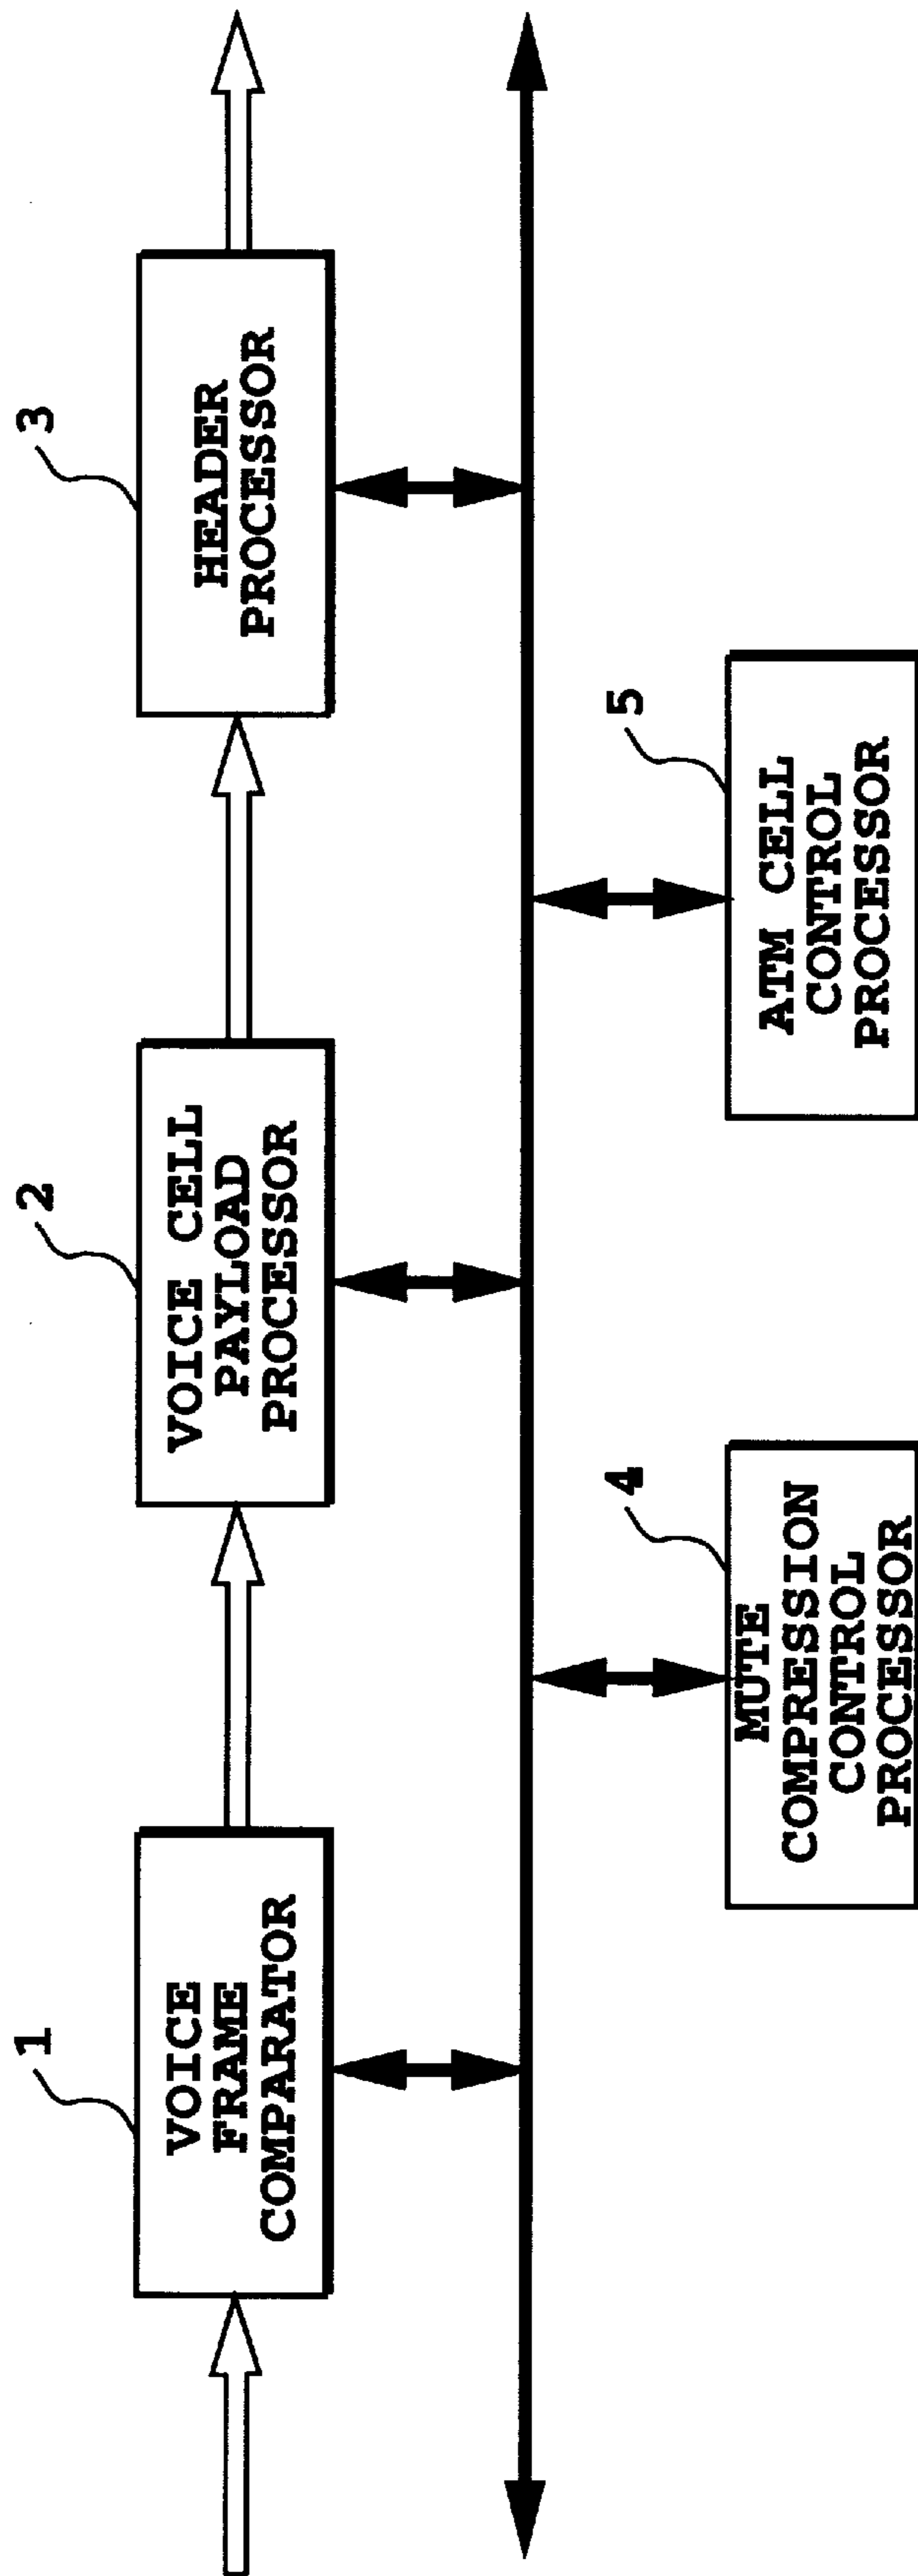 1
VOICE
FRAME
COMPARATOR
2
VOICE CELL
PAYLOAD
PROCESSOR
3
HEADER
PROCESSOR
4
MUTE
COMPRESSION
CONTROL
PROCESSOR
5
ATM CELL
CONTROL
PROCESSOR